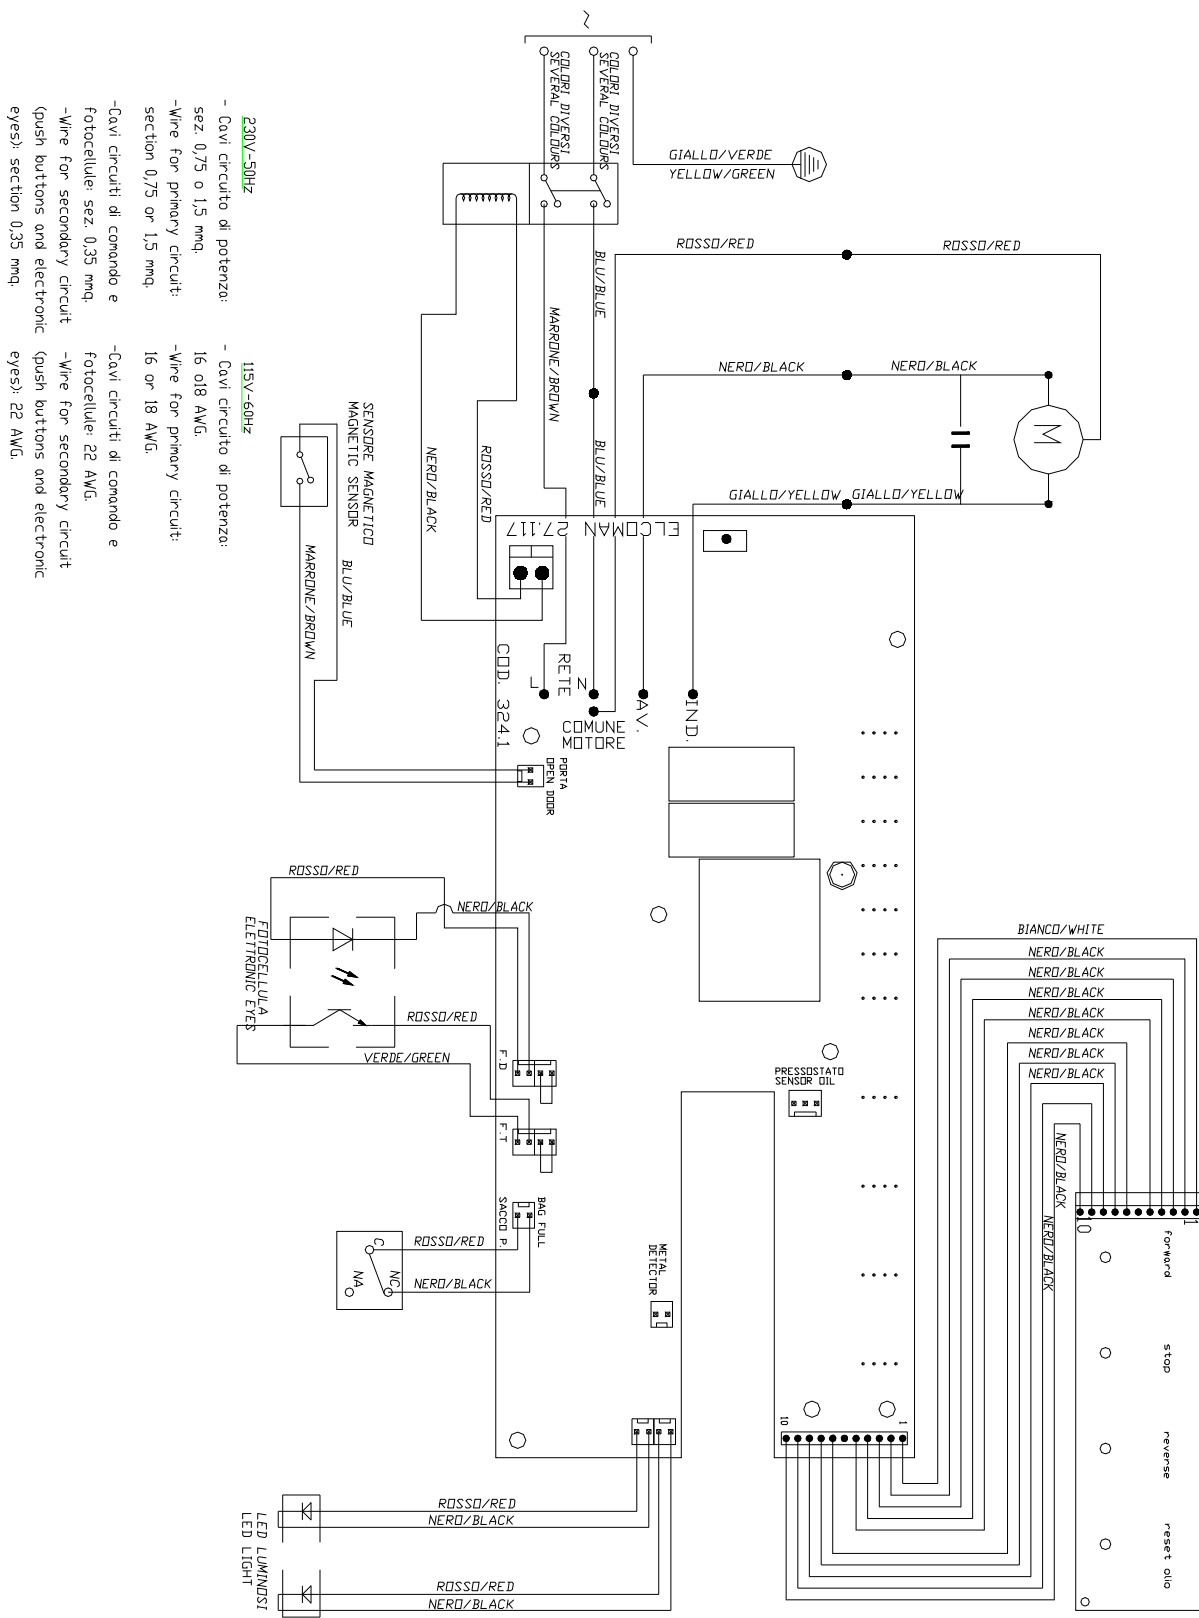 ~
COLORI DIVERSI
SEVERAL COLOURS
COLORI DIVERSI
SEVERAL COLOURS
GIALLO/VERDE
YELLOW/GREEN
ROSSO/RED
ROSSO/RED
BLU/BLUE
MARRONE/BROWN
NERO/BLACK
NERO/BLACK
M
BLU/BLUE
GIALLO/YELLOW
GIALLO/YELLOW
ROSSO/RED
NERO/BLACK
230V-50Hz
- Cavi circuito di potenza:
sez. 0,75 o 1,5 mmq.
-Wire for primary circuit:
section 0,75 or 1,5 mmq.
-Cavi circuiti di comando e
fotocellule: sez. 0,35 mmq.
-Wire for secondary circuit
(push buttons and electronic
eyes): section 0,35 mmq.
115V-60Hz
- Cavi circuito di potenza:
16 o18 AWG.
-Wire for primary circuit:
16 or 18 AWG.
-Cavi circuiti di comando e
fotocellule: 22 AWG.
-Wire for secondary circuit
(push buttons and electronic
eyes): 22 AWG.
SENSORE MAGNETICO
MAGNETIC SENSOR
BLU/BLUE
MARRONE/BROWN
ELCOMAN 27.117
COD. 324.1
L
RETE
N
COMUNE
MOTORE
AV.
IND.
PORTA
OPEN DOOR
ROSSO/RED
NERO/BLACK
FOTOCELLULA
ELETTRONIC EYES
ROSSO/RED
VERDE/GREEN
F.D
F.T
PRESSOSTATO
SENSOR OIL
BIANCO/WHITE
NERO/BLACK
NERO/BLACK
NERO/BLACK
NERO/BLACK
NERO/BLACK
NERO/BLACK
NERO/BLACK
NERO/BLACK
NERO/BLACK
10
1
forward
stop
reverse
reset olio
BAG FULL
SACCO P.
ROSSO/RED
NERO/BLACK
C
NC
NA
METAL
DETECTOR
10
1
ROSSO/RED
NERO/BLACK
LED LUMINOSI
LED LIGHT
ROSSO/RED
NERO/BLACK